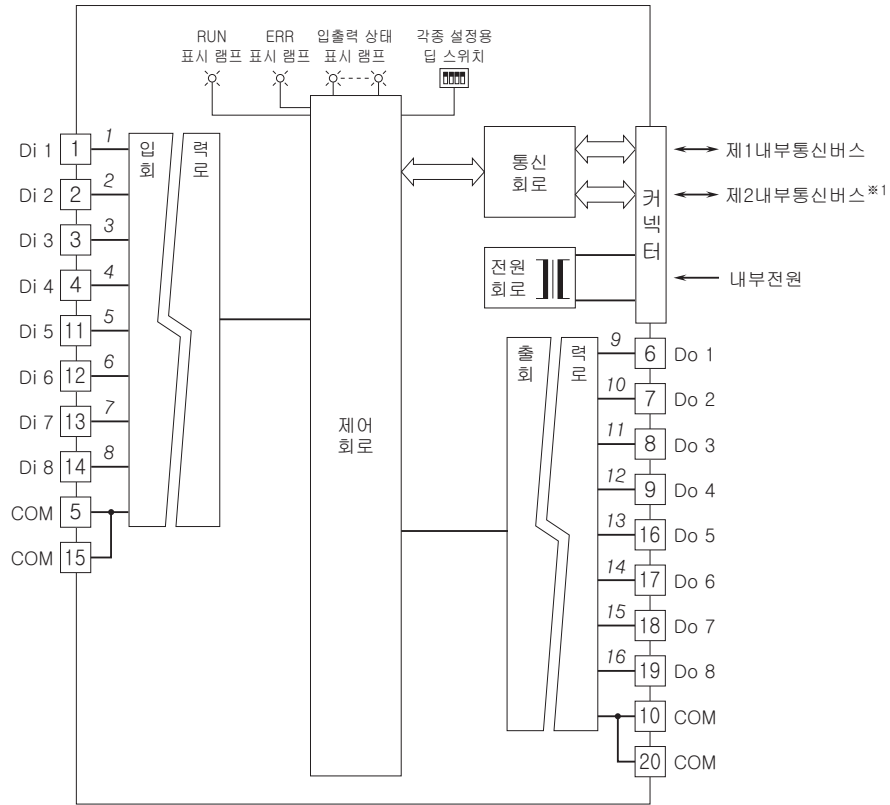 RUN
표시 램프
ERR
표시 램프
입출력 상태
표시 램프
각종 설정용
딥 스위치
Di 1 1 1
Di 2 2 2
Di 3 3 3
Di 4 4 4
Di 5 11 5
Di 6 12 6
Di 7 13 7
Di 8 14 8
COM 5
COM 15
입 력
회 로
제어
회로
통신
회로
전원
회로
커
넥
터
제1내부통신버스
제2내부통신버스※1
내부전원
출 력
회 로
9 6 Do 1
10 7 Do 2
11 8 Do 3
12 9 Do 4
13 16 Do 5
14 17 Do 6
15 18 Do 7
16 19 Do 8
10 COM
20 COM